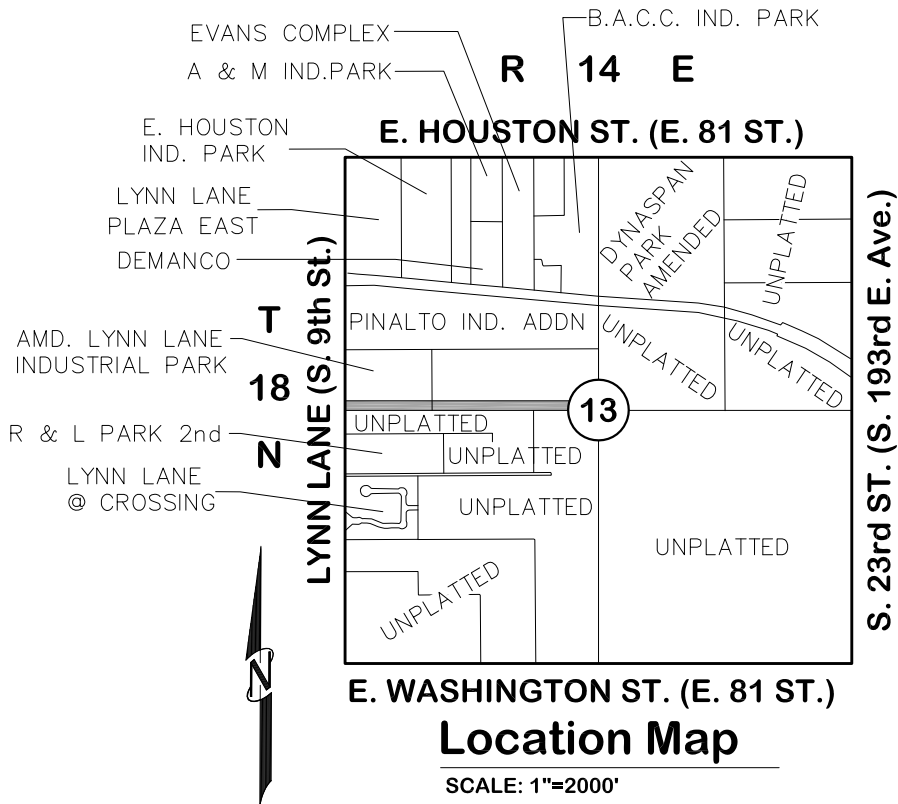 B.A.C.C. IND. PARK
EVANS COMPLEX
A & M IND.PARK
R 14 E
E. HOUSTON ST. (E. 81 ST.)
E. HOUSTON
IND. PARK
LYNN LANE
PLAZA EAST
DEMANCO
DYNASPAN
PARK
AMENDED
UNPLATTED
S. 23rd ST. (S. 193rd E. Ave.)
LYNN LANE (S. 9th St.)
T
18
N
PINALTO IND. ADDN
UNPLATTED
UNPLATTED
AMD. LYNN LANE
INDUSTRIAL PARK
13
UNPLATTED
R & L PARK 2nd
UNPLATTED
LYNN LANE
@ CROSSING
UNPLATTED
UNPLATTED
UNPLATTED
N
E. WASHINGTON ST. (E. 81 ST.)
Location Map
SCALE: 1"=2000'